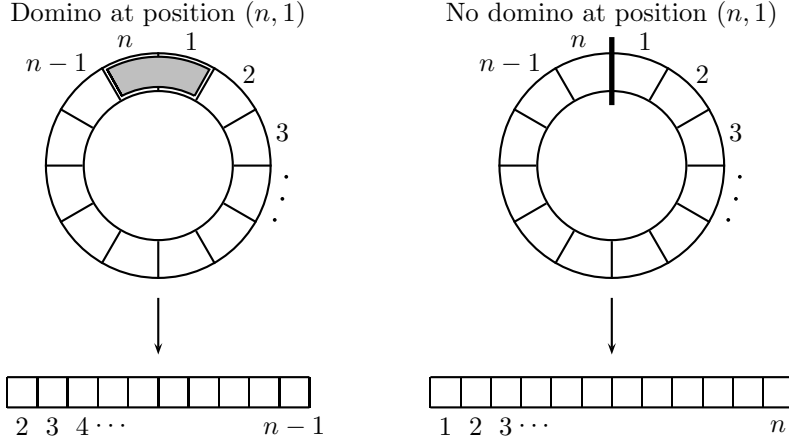 Domino at position (n, 1)
No domino at position (n, 1)
n − 1 n 1 2 3 ⋅ ⋅ ⋅
n − 1 n 1 2 3 ⋅ ⋅ ⋅
2 3 4 ⋯ n − 1
1 2 3 ⋯ n